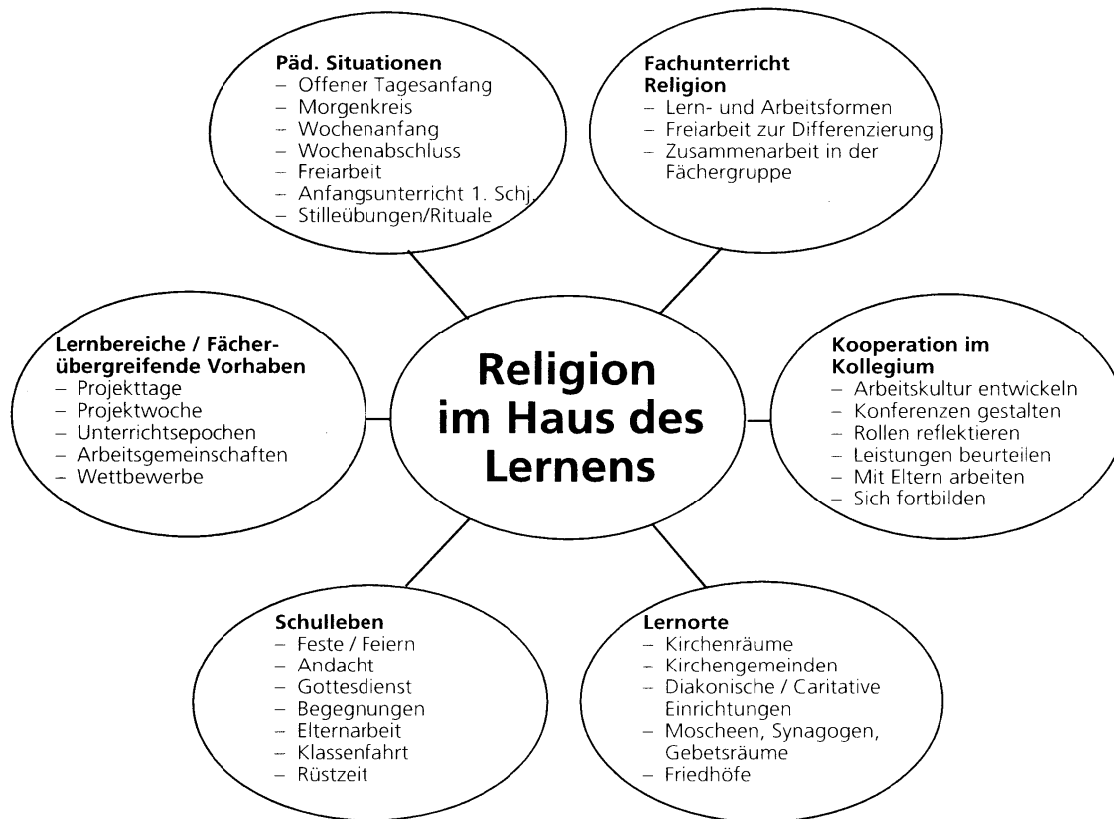 Päd. Situationen
– Offener Tagesanfang
– Morgenkreis
– Wochenanfang
– Wochenabschluss
– Freiarbeit
– Anfangsunterricht 1. Schj.
– Stilleübungen/Rituale
Fachunterricht
Religion
– Lern- und Arbeitsformen
– Freiarbeit zur Differenzierung
– Zusammenarbeit in der
Fächergruppe
Lernbereiche / Fächer-
übergreifende Vorhaben
– Projekttage
– Projektwoche
– Unterrichtsepochen
– Arbeitsgemeinschaften
– Wettbewerbe
Religion
im Haus des
Lernens
Kooperation im
Kollegium
– Arbeitskultur entwickeln
– Konferenzen gestalten
– Rollen reflektieren
– Leistungen beurteilen
– Mit Eltern arbeiten
– Sich fortbilden
Schulleben
– Feste / Feiern
– Andacht
– Gottesdienst
– Begegnungen
– Elternarbeit
– Klassenfahrt
– Rüstzeit
Lernorte
– Kirchenräume
– Kirchengemeinden
– Diakonische / Caritative
Einrichtungen
– Moscheen, Synagogen,
Gebetsräume
– Friedhöfe